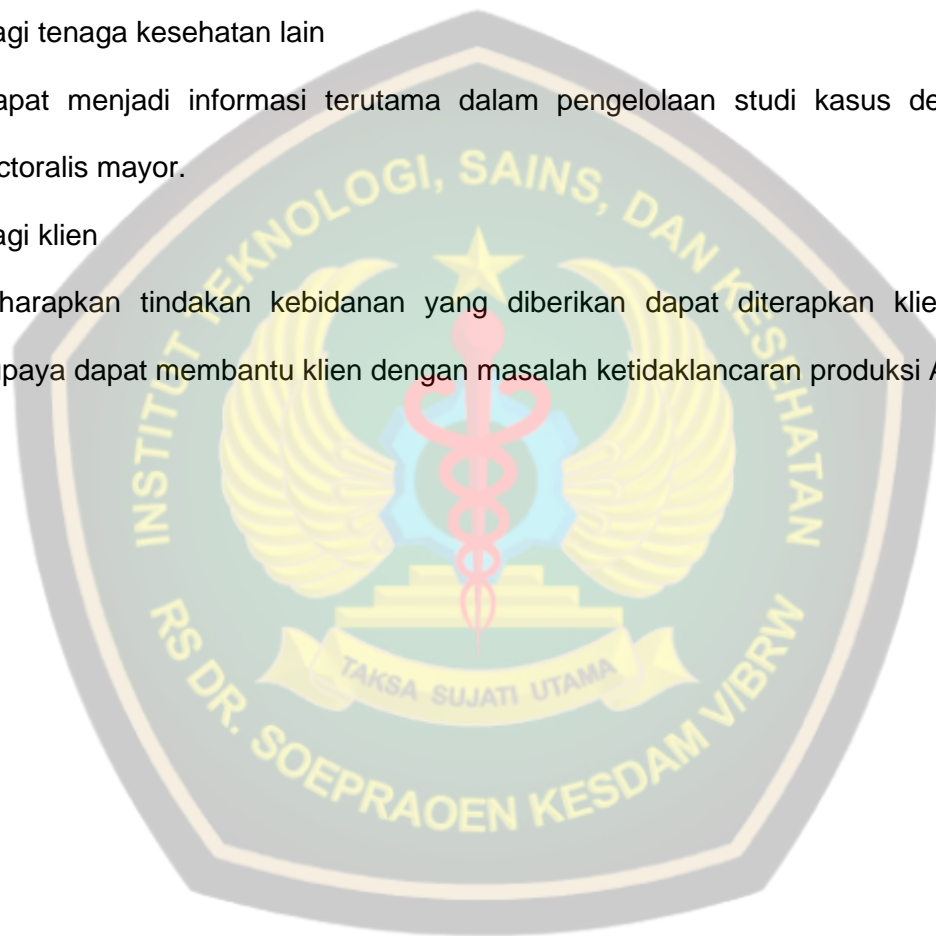 agi tenaga kesehatan lain
apat menjadi informasi terutama dalam pengelolaan studi kasus de
ctoralis mayor.
agi klien
harapkan tindakan kebidanan yang diberikan dapat diterapkan klie
upaya dapat membantu klien dengan masalah ketidaklancaran produksi A
INSTITUT TEKNOLOGI, SAINS, DAN KESEHATAN
TAKSA SUJATI UTAMA
RS DR. SOEPRAOEN KESDAM V/BRW